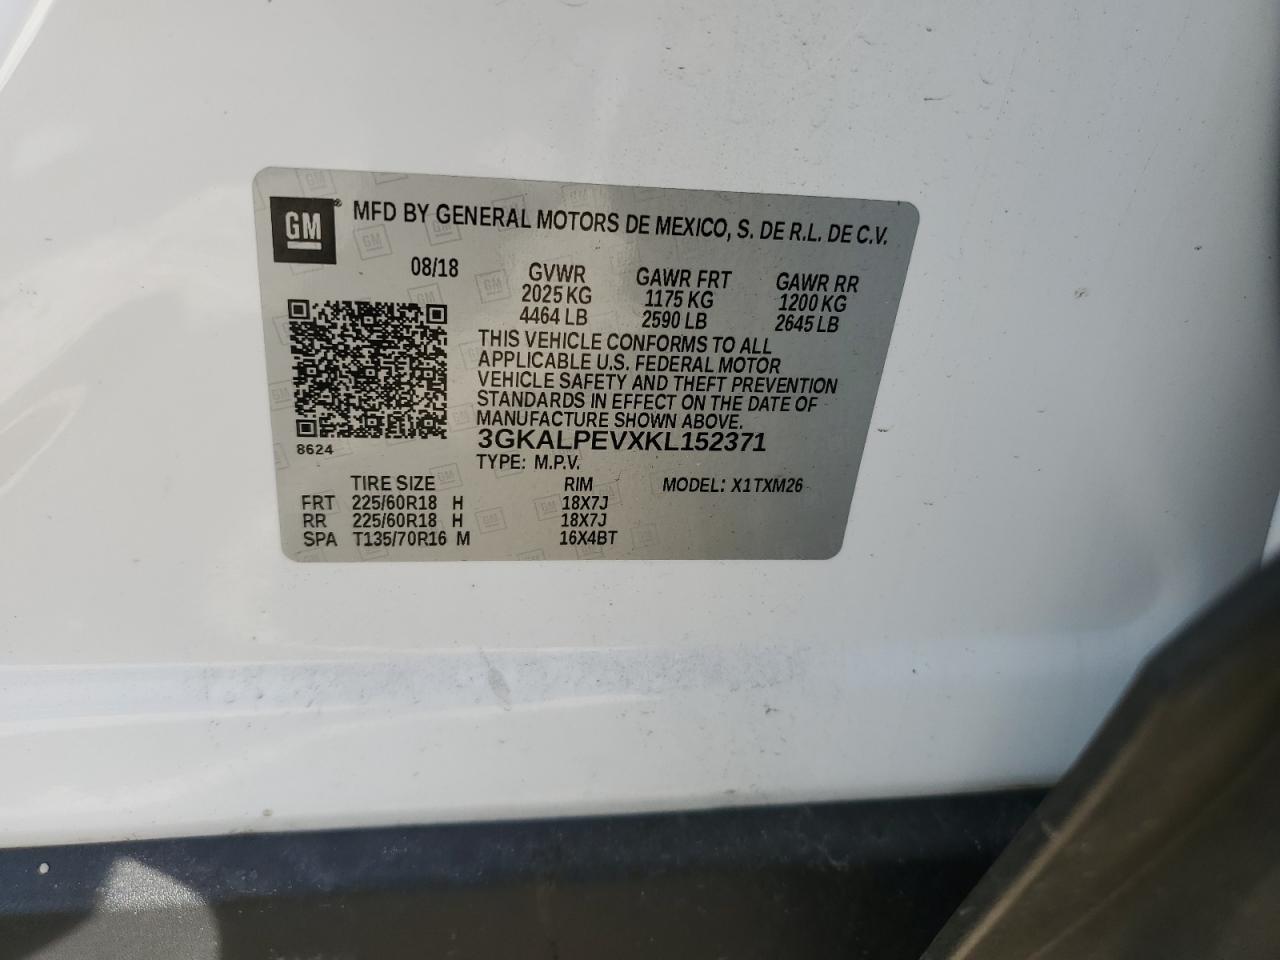 GM ® MFD BY GENERAL MOTORS DE MEXICO, S. DE R.L. DE C.V.
08/18
GVWR GAWR FRT GAWR RR
2025 KG 1175 KG 1200 KG
4464 LB 2590 LB 2645 LB
THIS VEHICLE CONFORMS TO ALL
APPLICABLE U.S. FEDERAL MOTOR
VEHICLE SAFETY AND THEFT PREVENTION
STANDARDS IN EFFECT ON THE DATE OF
MANUFACTURE SHOWN ABOVE.
8624
3GKALPEVXKL152371
TYPE: M.P.V.
TIRE SIZE RIM MODEL: X1TXM26
FRT 225/60R18 H 18X7J
RR 225/60R18 H 18X7J
SPA T135/70R16 M 16X4BT